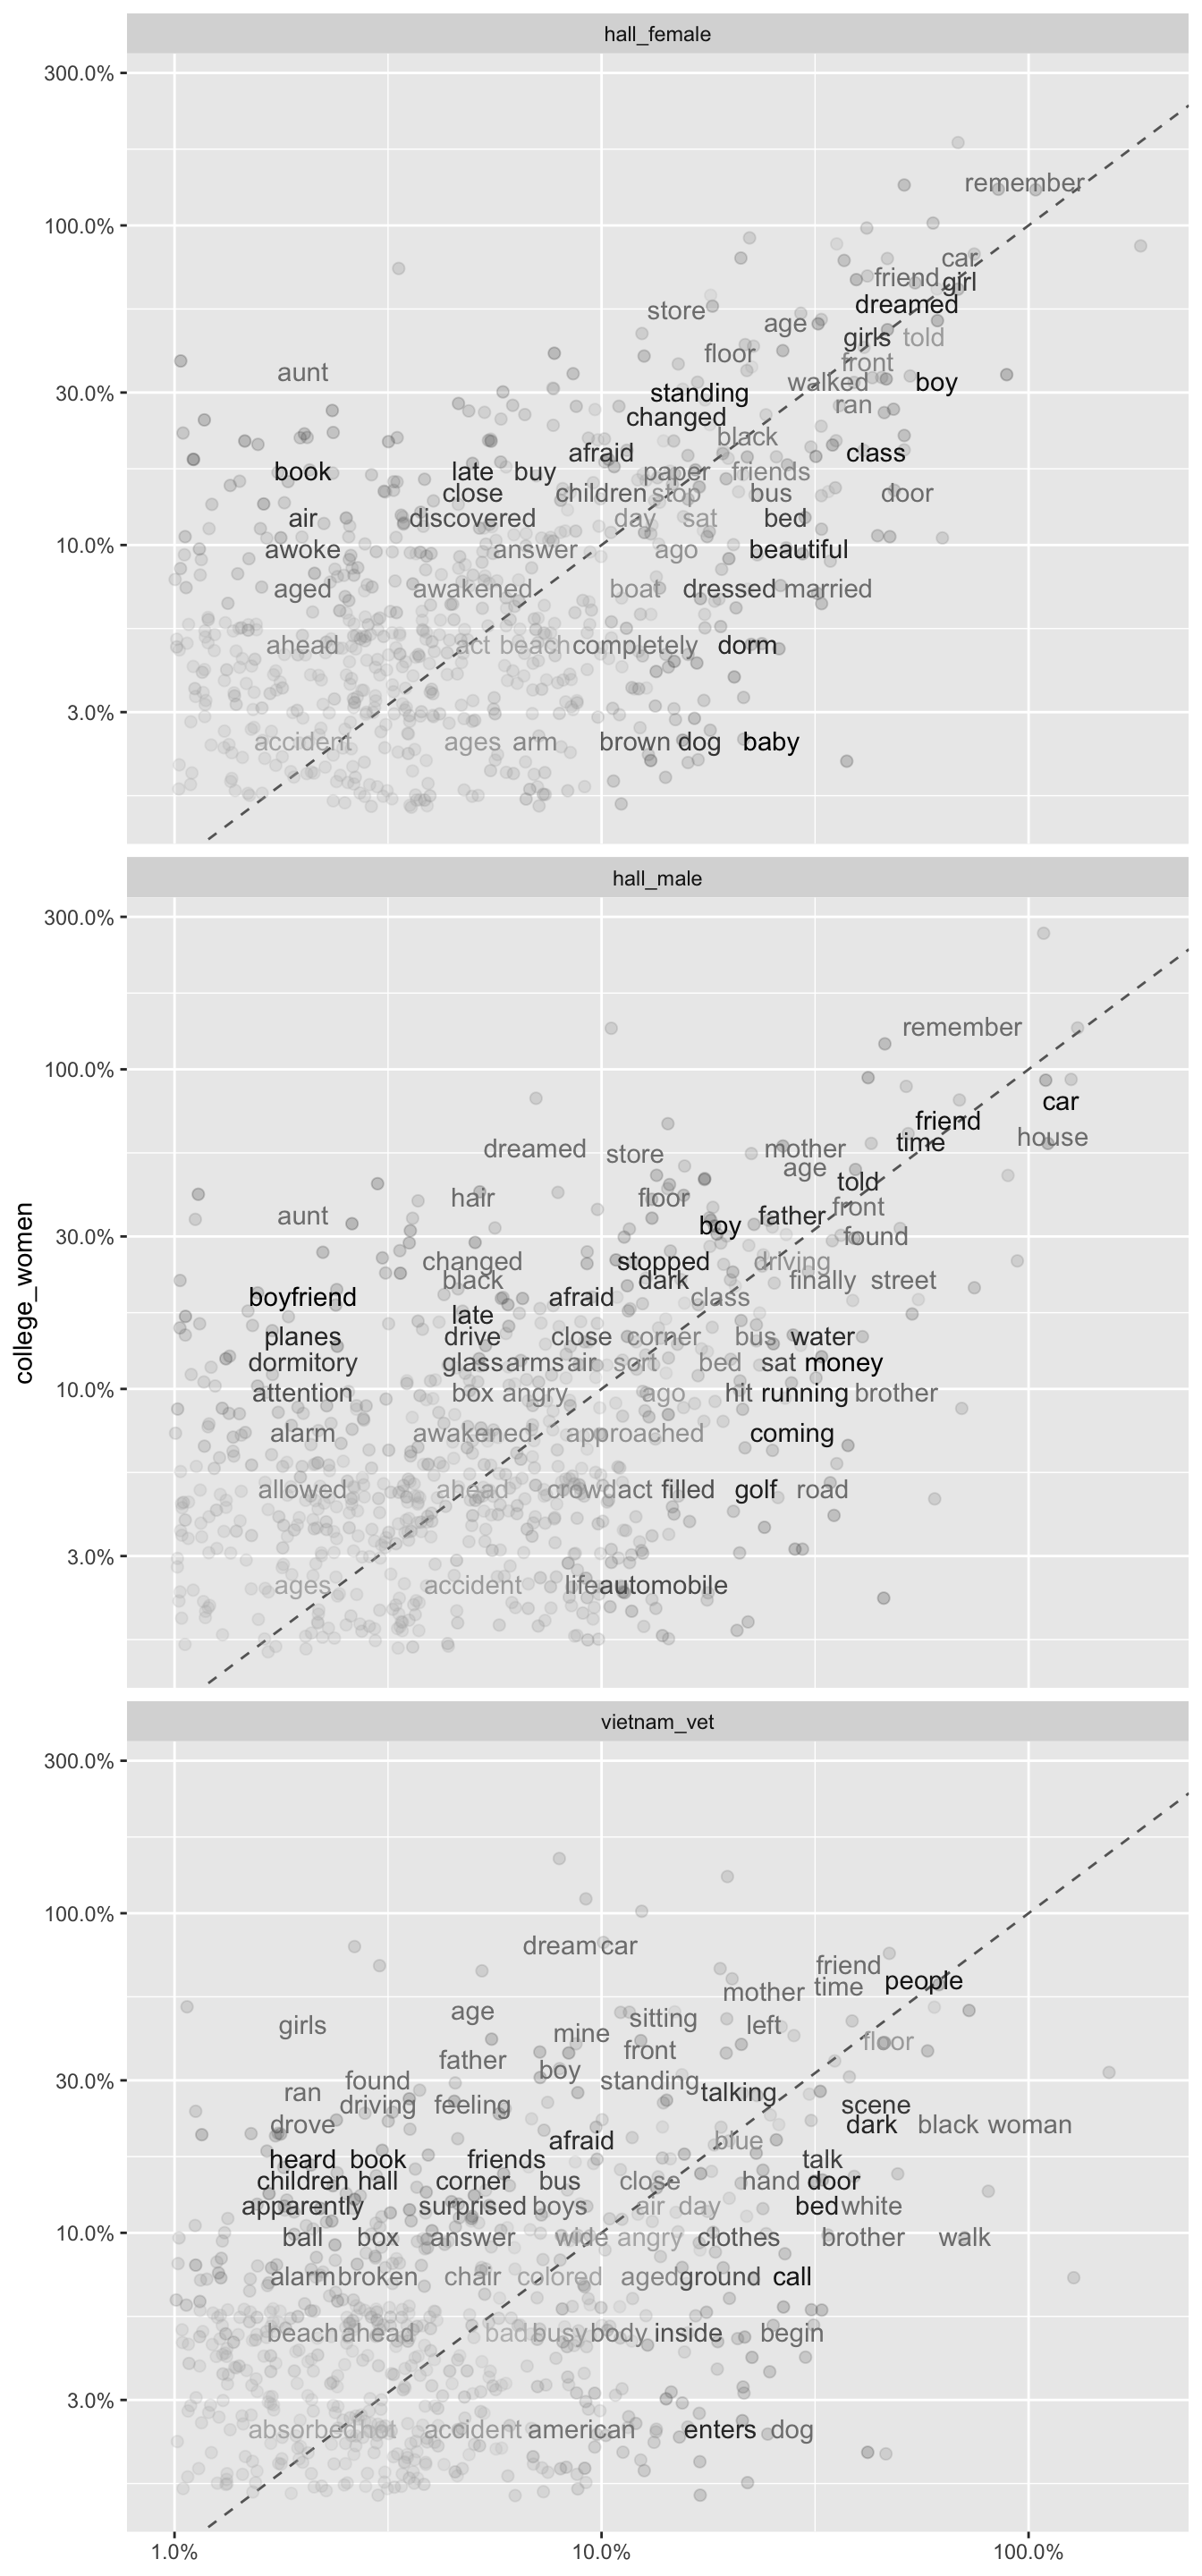 hall_female
300.0%
remember
100.0%
car
friend girl
dreamed
store
age
girls told
floor
front
aunt
walked boy
30.0%
standing
ran
changed
black
afraid class
book late buy paper friends
close children stop bus door
air discovered day sat bed
10.0%
awoke answer ago beautiful
aged awakened boat dressed married
ahead act beach completely dorm
3.0%
accident ages arm brown dog baby
hall_male
300.0%
remember
100.0%
car
friend
time house
dreamed store mother
age
told
hair floor
front
aunt father
boy
30.0%
found
changed stopped driving
black dark finally street
boyfriend afraid class
late
planes drive close corner bus water
dormitory glass arms air sort bed sat money
10.0%
attention box angry ago hit running brother
alarm awakened approached coming
allowed ahead crowd act filled golf road
3.0%
ages accident life automobile
college_women
vietnam_vet
300.0%
100.0%
dream car
friend
people
mother time
age
sitting
girls mine left
front floor
father
boy
30.0%
found standing
ran talking
driving feeling scene
drove dark black woman
afraid blue
heard book friends talk
children hall corner bus close hand door
apparently surprised boys air day bed white
10.0%
ball box answer wide angry clothes brother walk
alarm broken chair colored aged ground call
beach ahead bad busy body inside begin
3.0%
absorbed hot accident american enters dog
1.0% 10.0% 100.0%